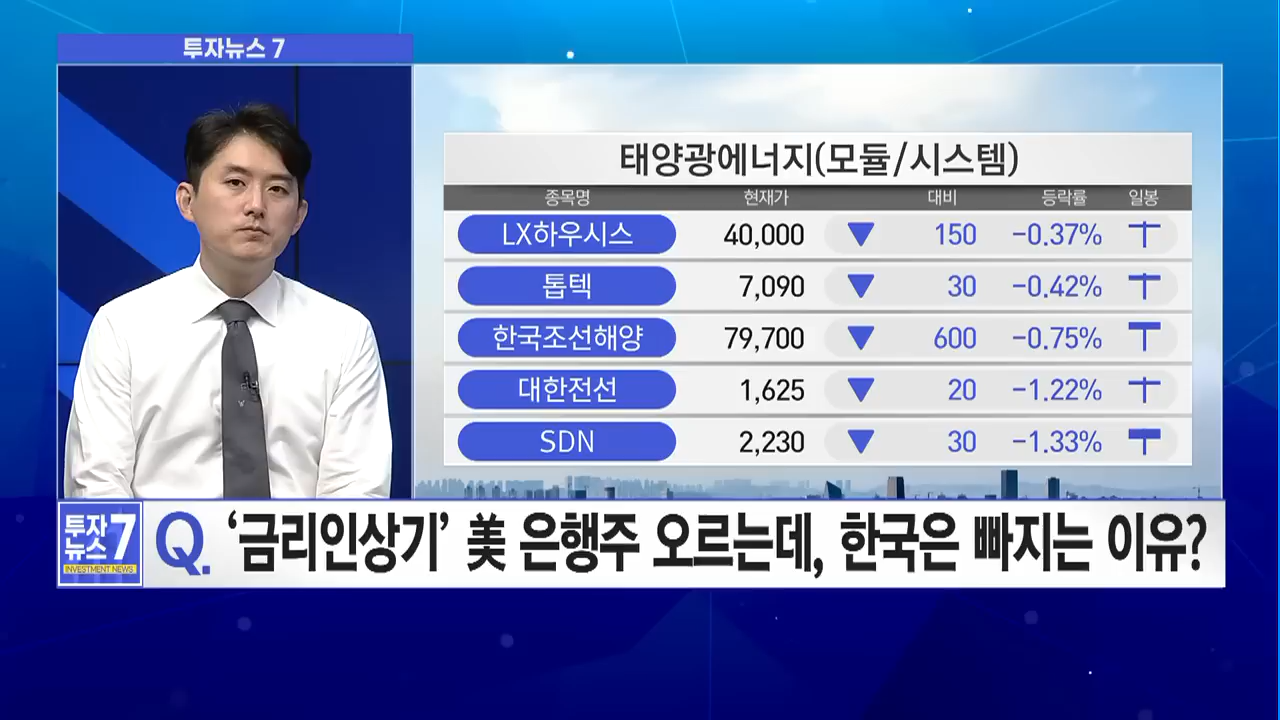 투자뉴스 7
태양광에너지(모듈/시스템)
종목명 현재가 대비 등락률 일봉
LX하우시스 40,000 ▼ 150 -0.37%
톱텍 7,090 ▼ 30 -0.42%
한국조선해양 79,700 ▼ 600 -0.75%
대한전선 1,625 ▼ 20 -1.22%
SDN 2,230 ▼ 30 -1.33%
투자
뉴스 7
INVESTMENT NEWS
Q. ‘금리인상기’ 美 은행주 오르는데, 한국은 빠지는 이유?